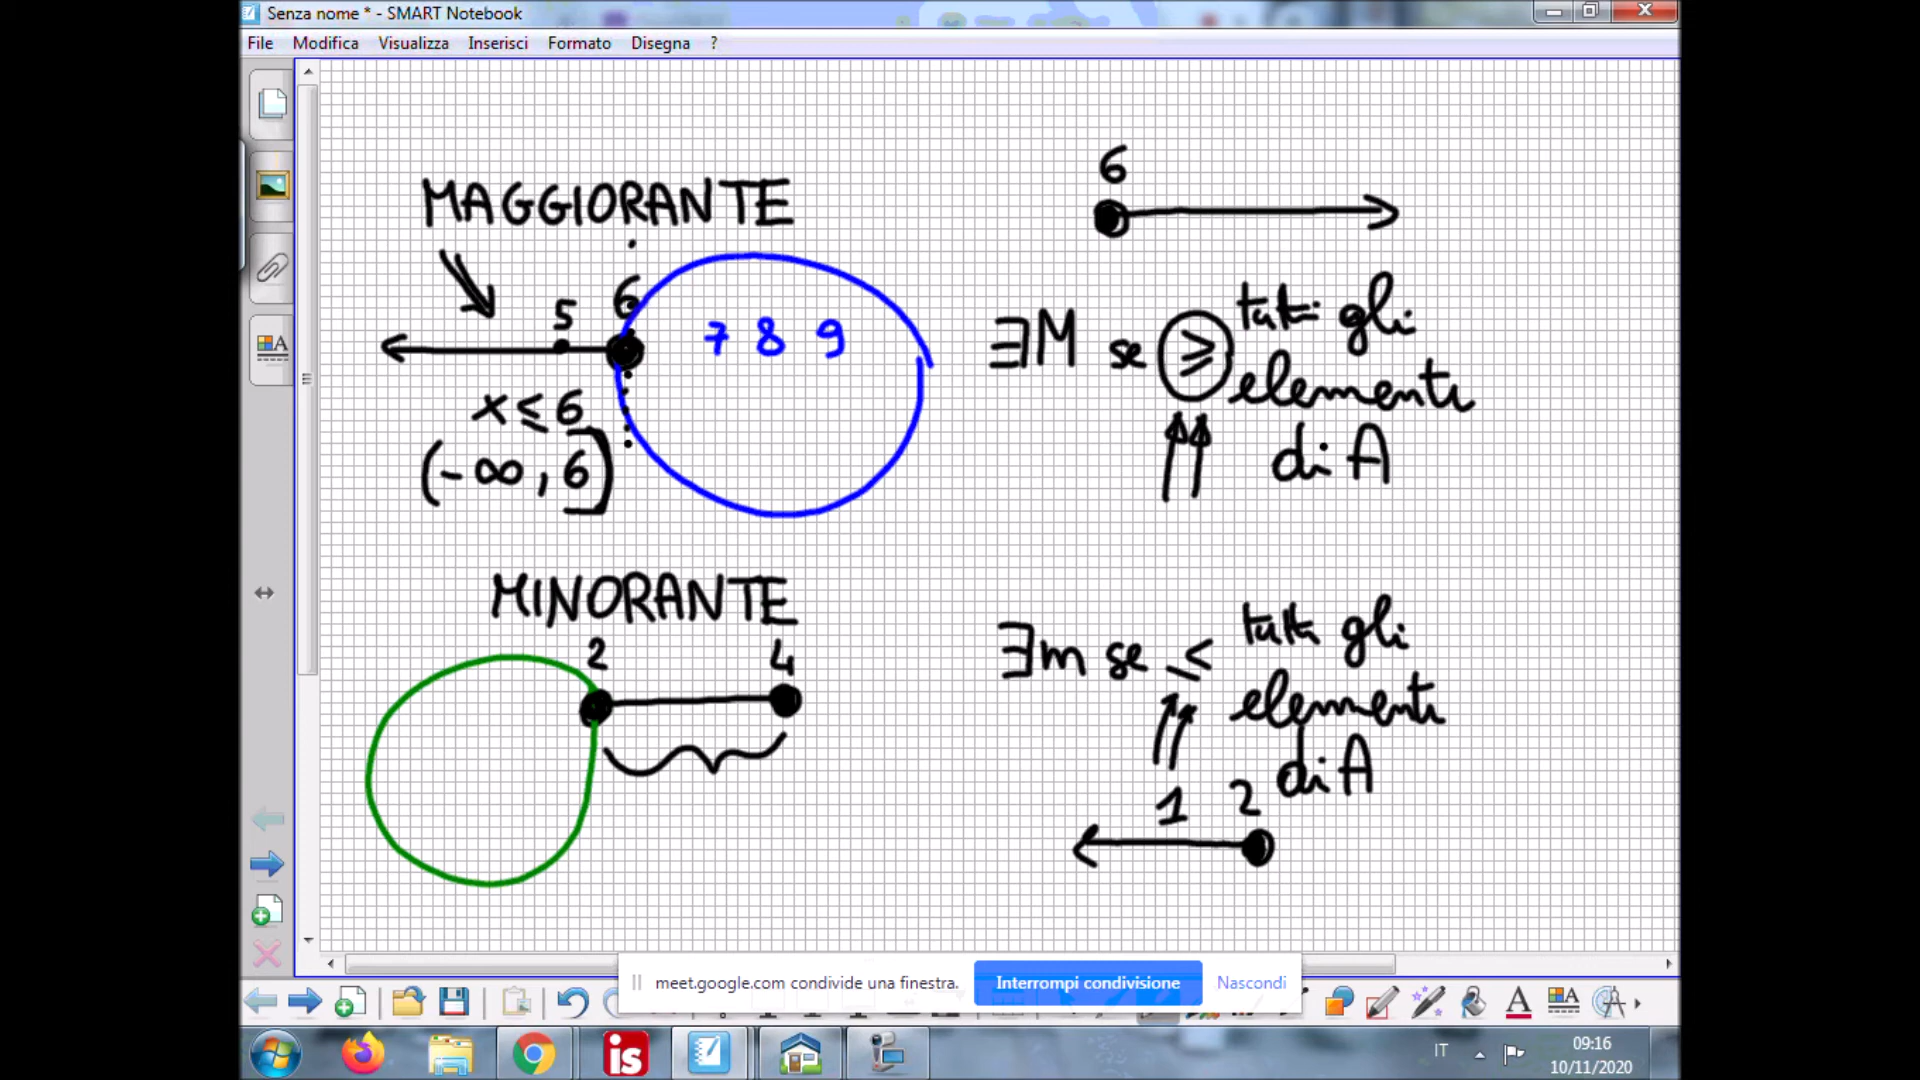 Senza nome * - SMART Notebook
File Modifica Visualizza Inserisci Formato Disegna ?
MAGGIORANTE
5 6
7 8 9
x ≤ 6
(-∞, 6]
6
∃M se ≥ tutti gli
elementi
di A
MINORANTE
2 4
∃m se ≤ tutti gli
elementi
di A
1 2
meet.google.com condivide una finestra. Interrompi condivisione Nascondi
is
IT
09:16
10/11/2020